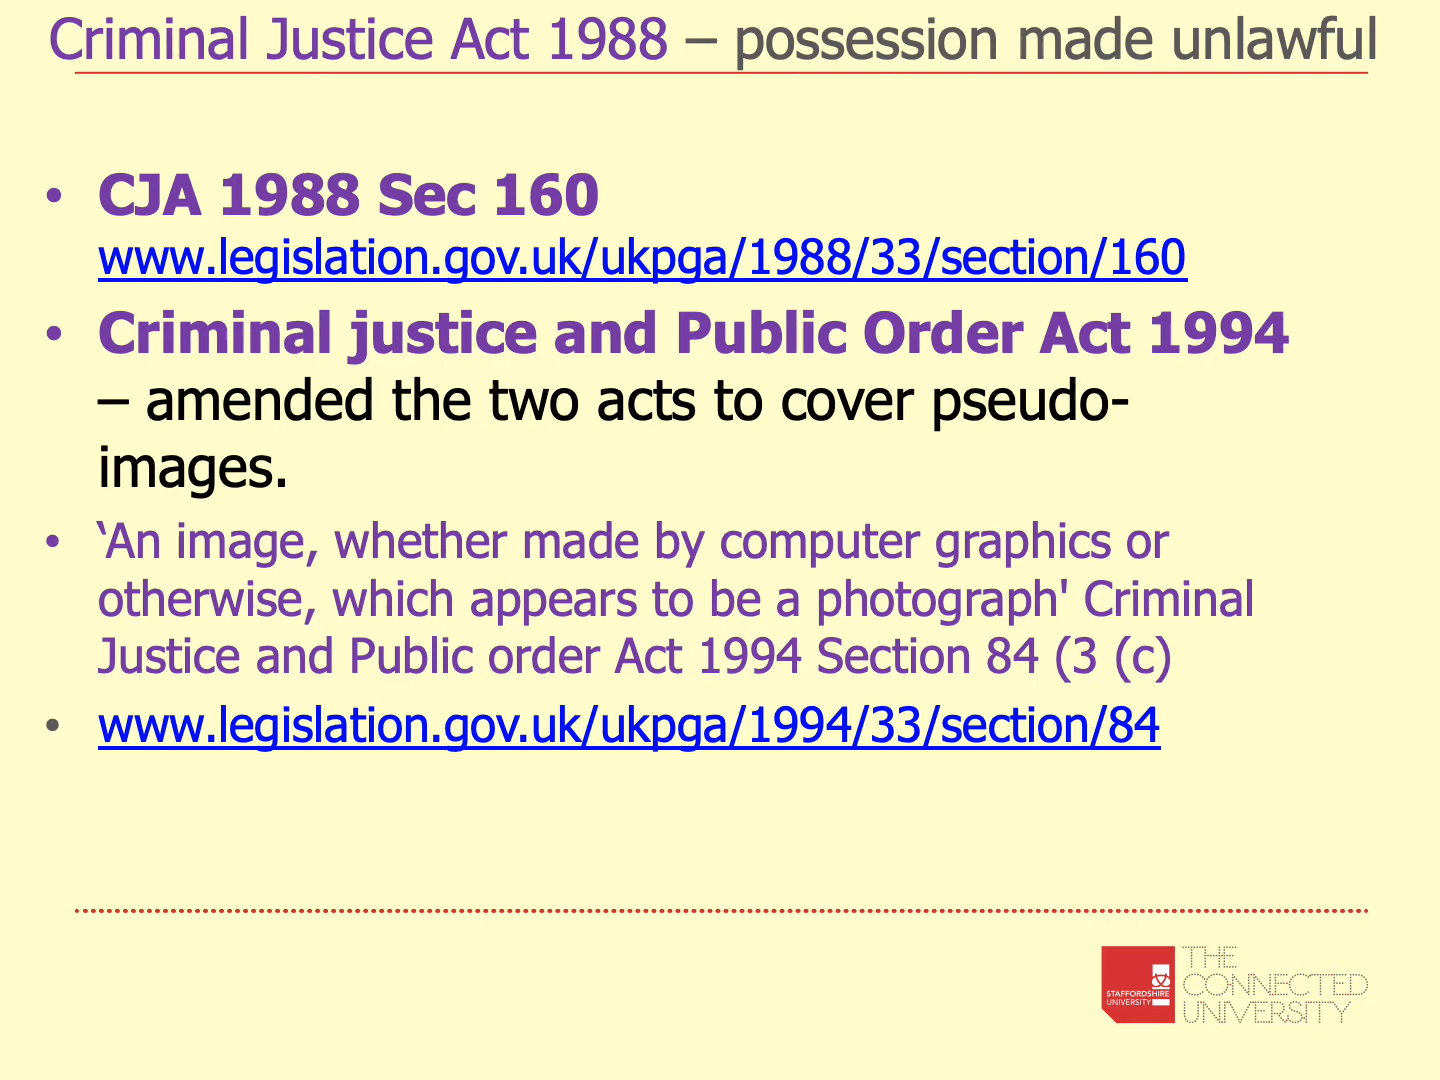 Criminal Justice Act 1988 – possession made unlawful
• CJA 1988 Sec 160
www.legislation.gov.uk/ukpga/1988/33/section/160
• Criminal justice and Public Order Act 1994
– amended the two acts to cover pseudo-
images.
• ‘An image, whether made by computer graphics or
otherwise, which appears to be a photograph' Criminal
Justice and Public order Act 1994 Section 84 (3 (c)
• www.legislation.gov.uk/ukpga/1994/33/section/84
STAFFORDSHIRE
UNIVERSITY
THE
CONNECTED
UNIVERSITY